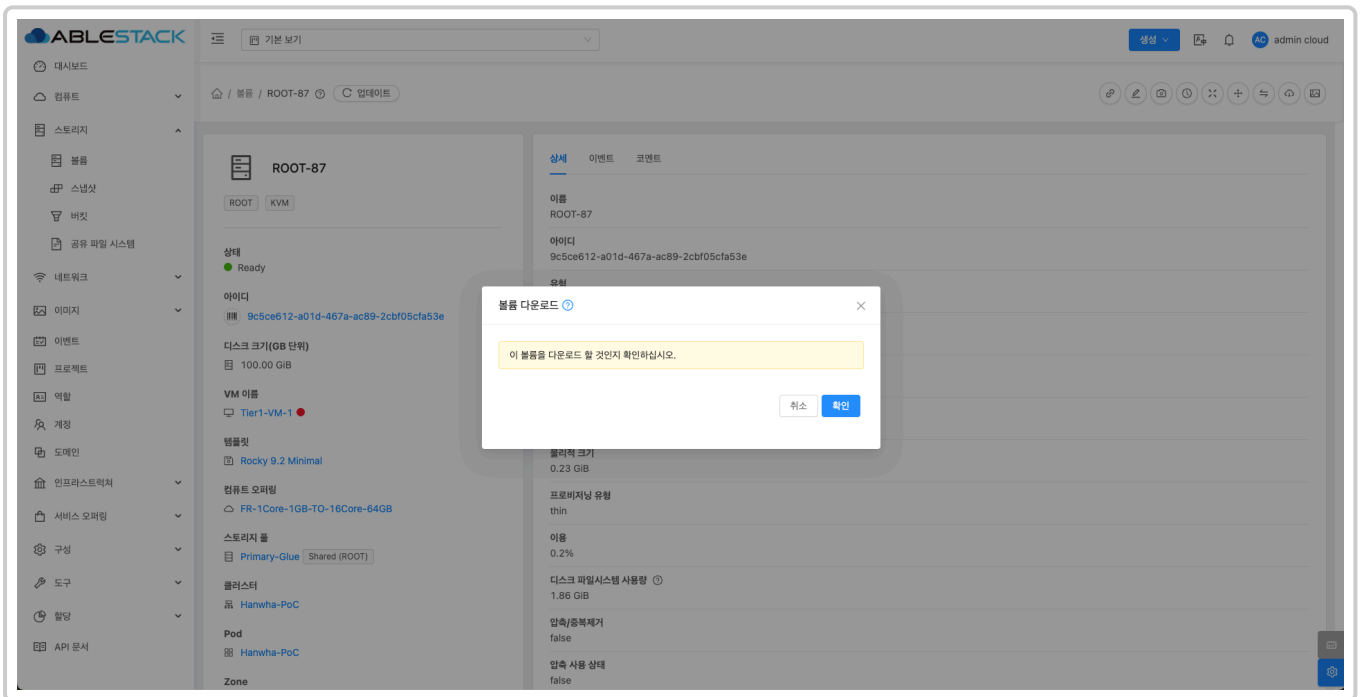 ABLESTACK
기본 보기
생성
AC
admin cloud
대시보드
컴퓨트
스토리지
볼륨
스냅샷
버킷
공유 파일 시스템
네트워크
이미지
이벤트
프로젝트
역할
계정
도메인
인프라스트럭쳐
서비스 오퍼링
구성
도구
할당
API 문서
/ 볼륨 / ROOT-87
업데이트
ROOT-87
ROOT
KVM
상태
Ready
아이디
9c5ce612-a01d-467a-ac89-2cbf05cfa53e
디스크 크기(GB 단위)
100.00 GiB
VM 이름
Tier1-VM-1
템플릿
Rocky 9.2 Minimal
컴퓨트 오퍼링
FR-1Core-1GB-TO-16Core-64GB
스토리지 풀
Primary-Glue Shared (ROOT)
클러스터
Hanwha-PoC
Pod
Hanwha-PoC
Zone
상세
이벤트
코멘트
이름
ROOT-87
아이디
9c5ce612-a01d-467a-ac89-2cbf05cfa53e
유형
볼륨 다운로드
이 볼륨을 다운로드 할 것인지 확인하십시오.
취소
확인
물리적 크기
0.23 GiB
프로비저닝 유형
thin
이용
0.2%
디스크 파일시스템 사용량
1.86 GiB
압축/중복제거
false
압축 사용 상태
false